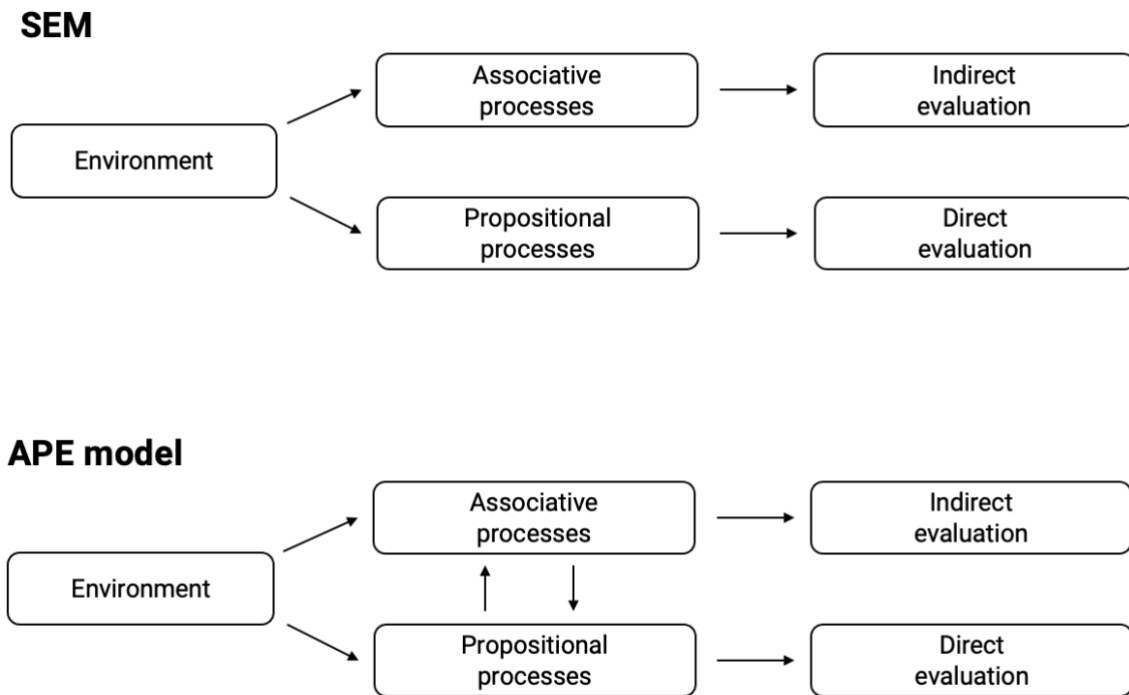 SEM
Associative
processes
Indirect
evaluation
Environment
Propositional
processes
Direct
evaluation
APE model
Associative
processes
Indirect
evaluation
Environment
Propositional
processes
Direct
evaluation